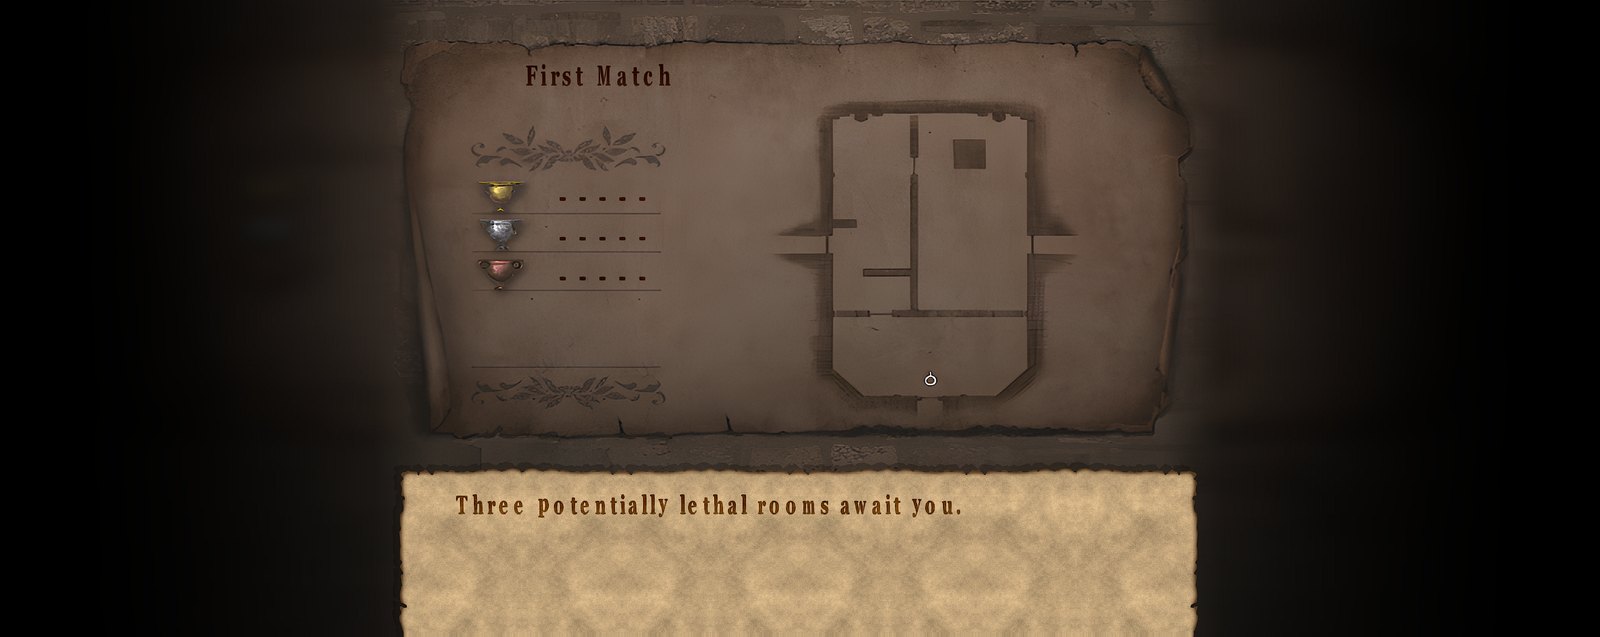 First Match
- - - - -
- - - - -
- - - - -
Three potentially lethal rooms await you.